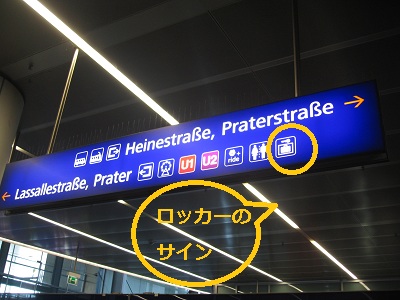 Heinestraße, Praterstraße →
← Lassallestraße, Prater U1 U2 ride
ロッカーの
サイン